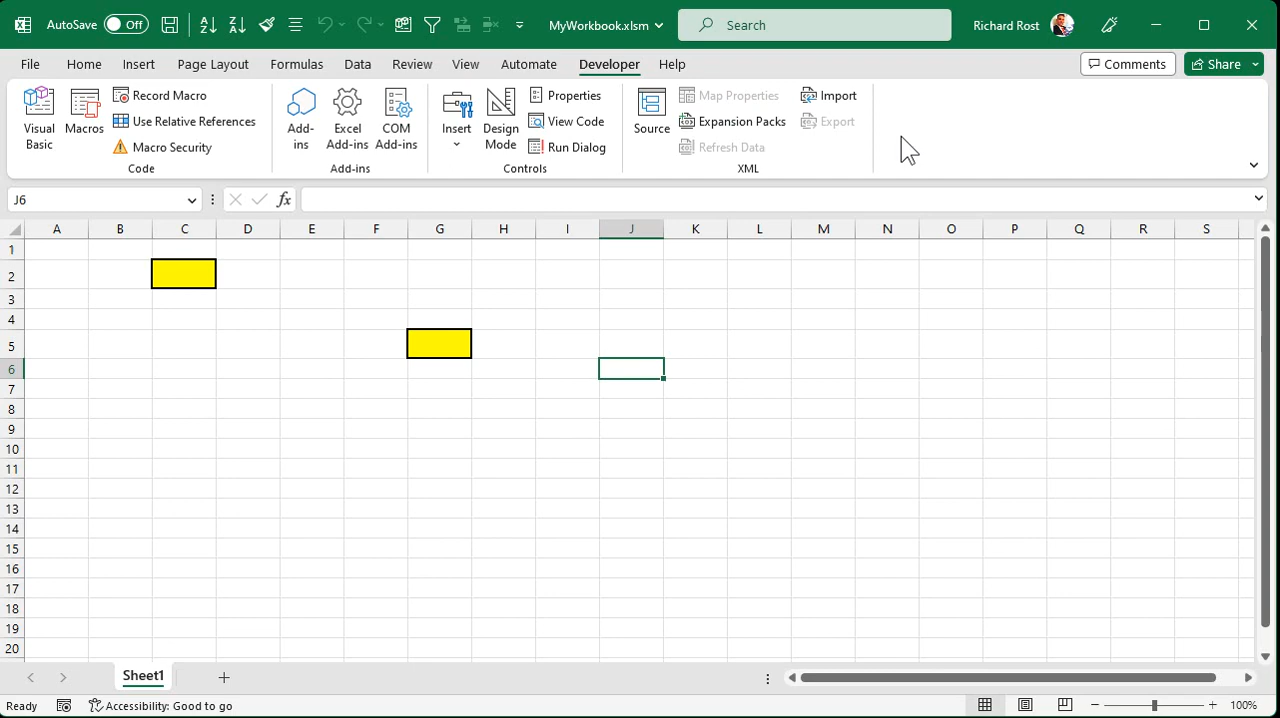 AutoSave Off MyWorkbook.xlsm Search Richard Rost
File Home Insert Page Layout Formulas Data Review View Automate Developer Help Comments Share
Visual Basic
Macros
Record Macro
Use Relative References
Macro Security
Code
Add-ins
Excel Add-ins
COM Add-ins
Add-ins
Insert
Design Mode
Properties
View Code
Run Dialog
Controls
Source
Map Properties
Expansion Packs
Refresh Data
Import
Export
XML
J6 fx
A B C D E F G H I J K L M N O P Q R S
1
2
3
4
5
6
7
8
9
10
11
12
13
14
15
16
17
18
19
20
Sheet1
Ready Accessibility: Good to go 100%